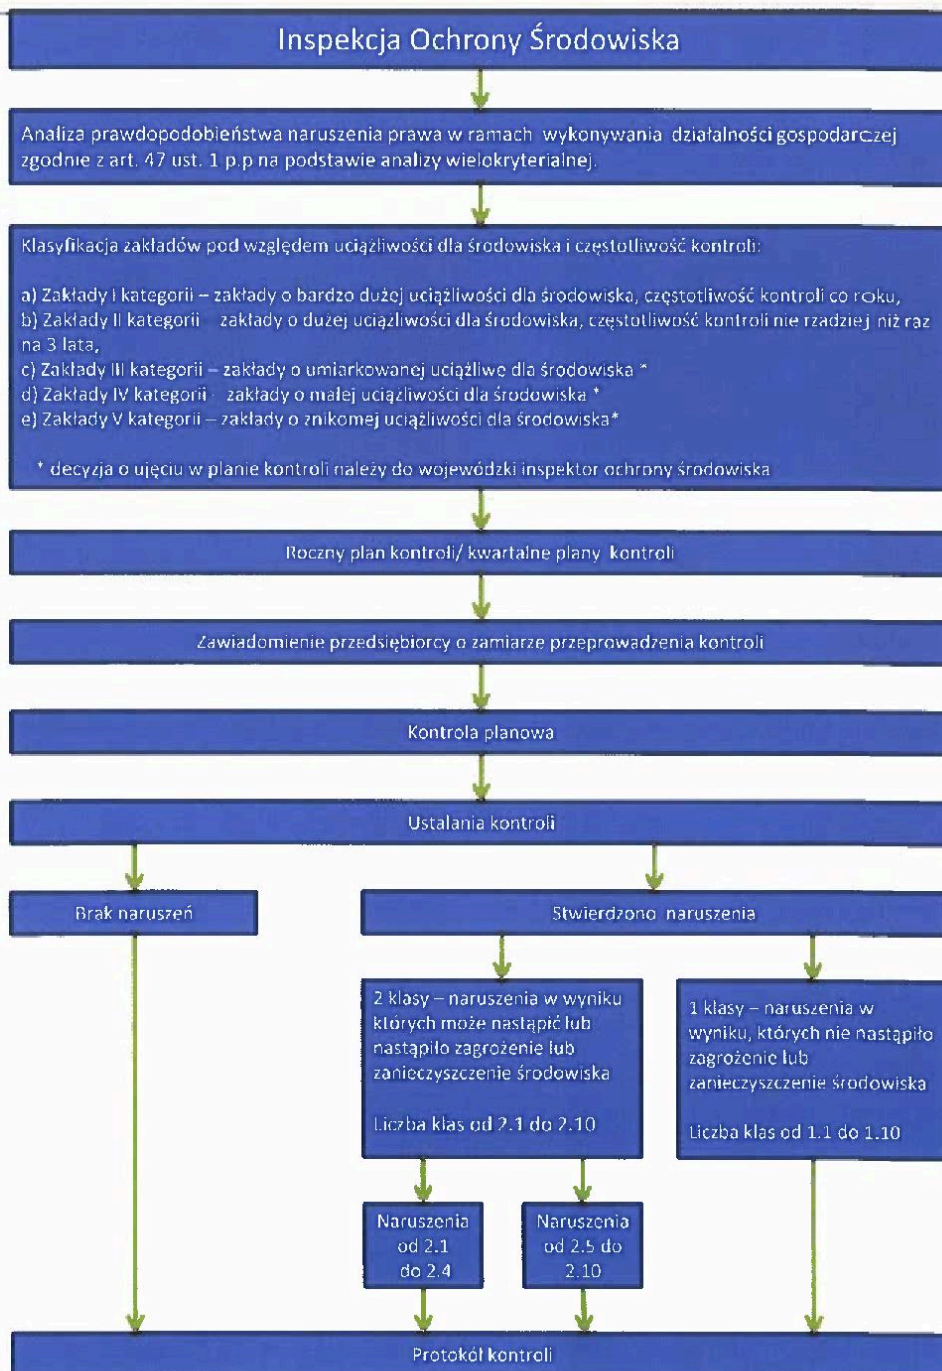 Inspekcja Ochrony Środowiska
Analiza prawdopodobieństwa naruszenia prawa w ramach wykonywania działalności gospodarczej
zgodnie z art. 47 ust. 1 p.p na podstawie analizy wielokryterialnej.
Klasyfikacja zakładów pod względem uciążliwości dla środowiska i częstotliwość kontroli:
a) Zakłady I kategorii – zakłady o bardzo dużej uciążliwości dla środowiska, częstotliwość kontroli co roku,
b) Zakłady II kategorii – zakłady o dużej uciążliwości dla środowiska, częstotliwość kontroli nie rzadziej niż raz
na 3 lata,
c) Zakłady III kategorii – zakłady o umiarkowanej uciążliwe dla środowiska *
d) Zakłady IV kategorii – zakłady o małej uciążliwości dla środowiska *
e) Zakłady V kategorii – zakłady o znikomej uciążliwości dla środowiska*
* decyzja o ujęciu w planie kontroli należy do wojewódzki inspektor ochrony środowiska
Roczny plan kontroli/ kwartalne plany kontroli
Zawiadomienie przedsiębiorcy o zamiarze przeprowadzenia kontroli
Kontrola planowa
Ustalania kontroli
Brak naruszeń
Stwierdzono naruszenia
2 klasy – naruszenia w wyniku
których może nastąpić lub
nastąpiło zagrożenie lub
zanieczyszczenie środowiska
Liczba klas od 2.1 do 2.10
1 klasy – naruszenia w
wyniku, których nie nastąpiło
zagrożenie lub
zanieczyszczenie środowiska
Liczba klas od 1.1 do 1.10
Naruszenia
od 2.1
do 2.4
Naruszenia
od 2.5 do
2.10
Protokół kontroli